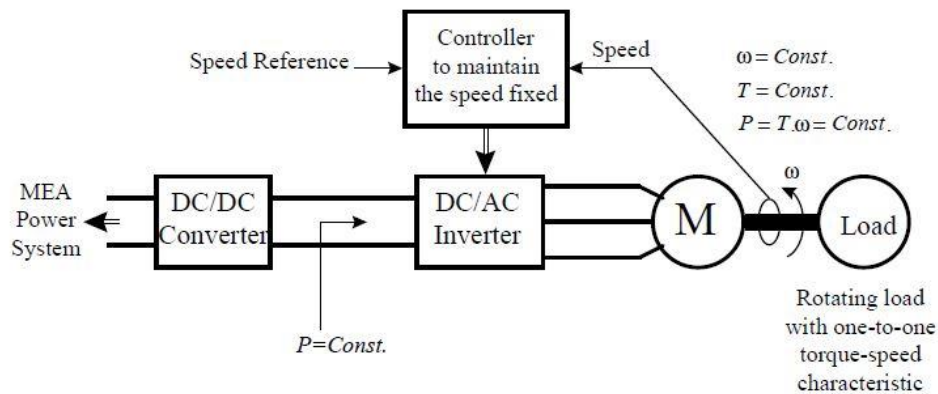 Controller
to maintain
the speed fixed
Speed Reference
Speed
ω = Const.
T = Const.
P = T.ω = Const.
MEA
Power
System
DC/DC
Converter
DC/AC
Inverter
M
ω
Load
P=Const.
Rotating load
with one-to-one
torque-speed
characteristic